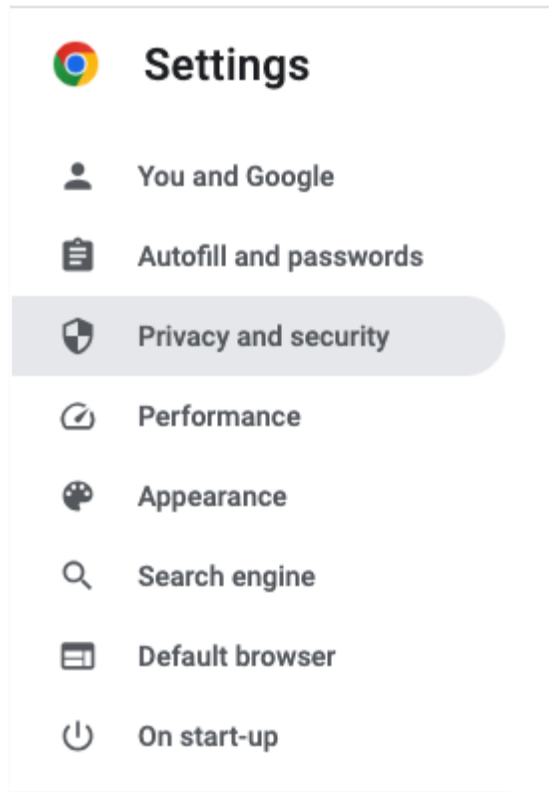 Settings
You and Google
Autofill and passwords
Privacy and security
Performance
Appearance
Search engine
Default browser
On start-up